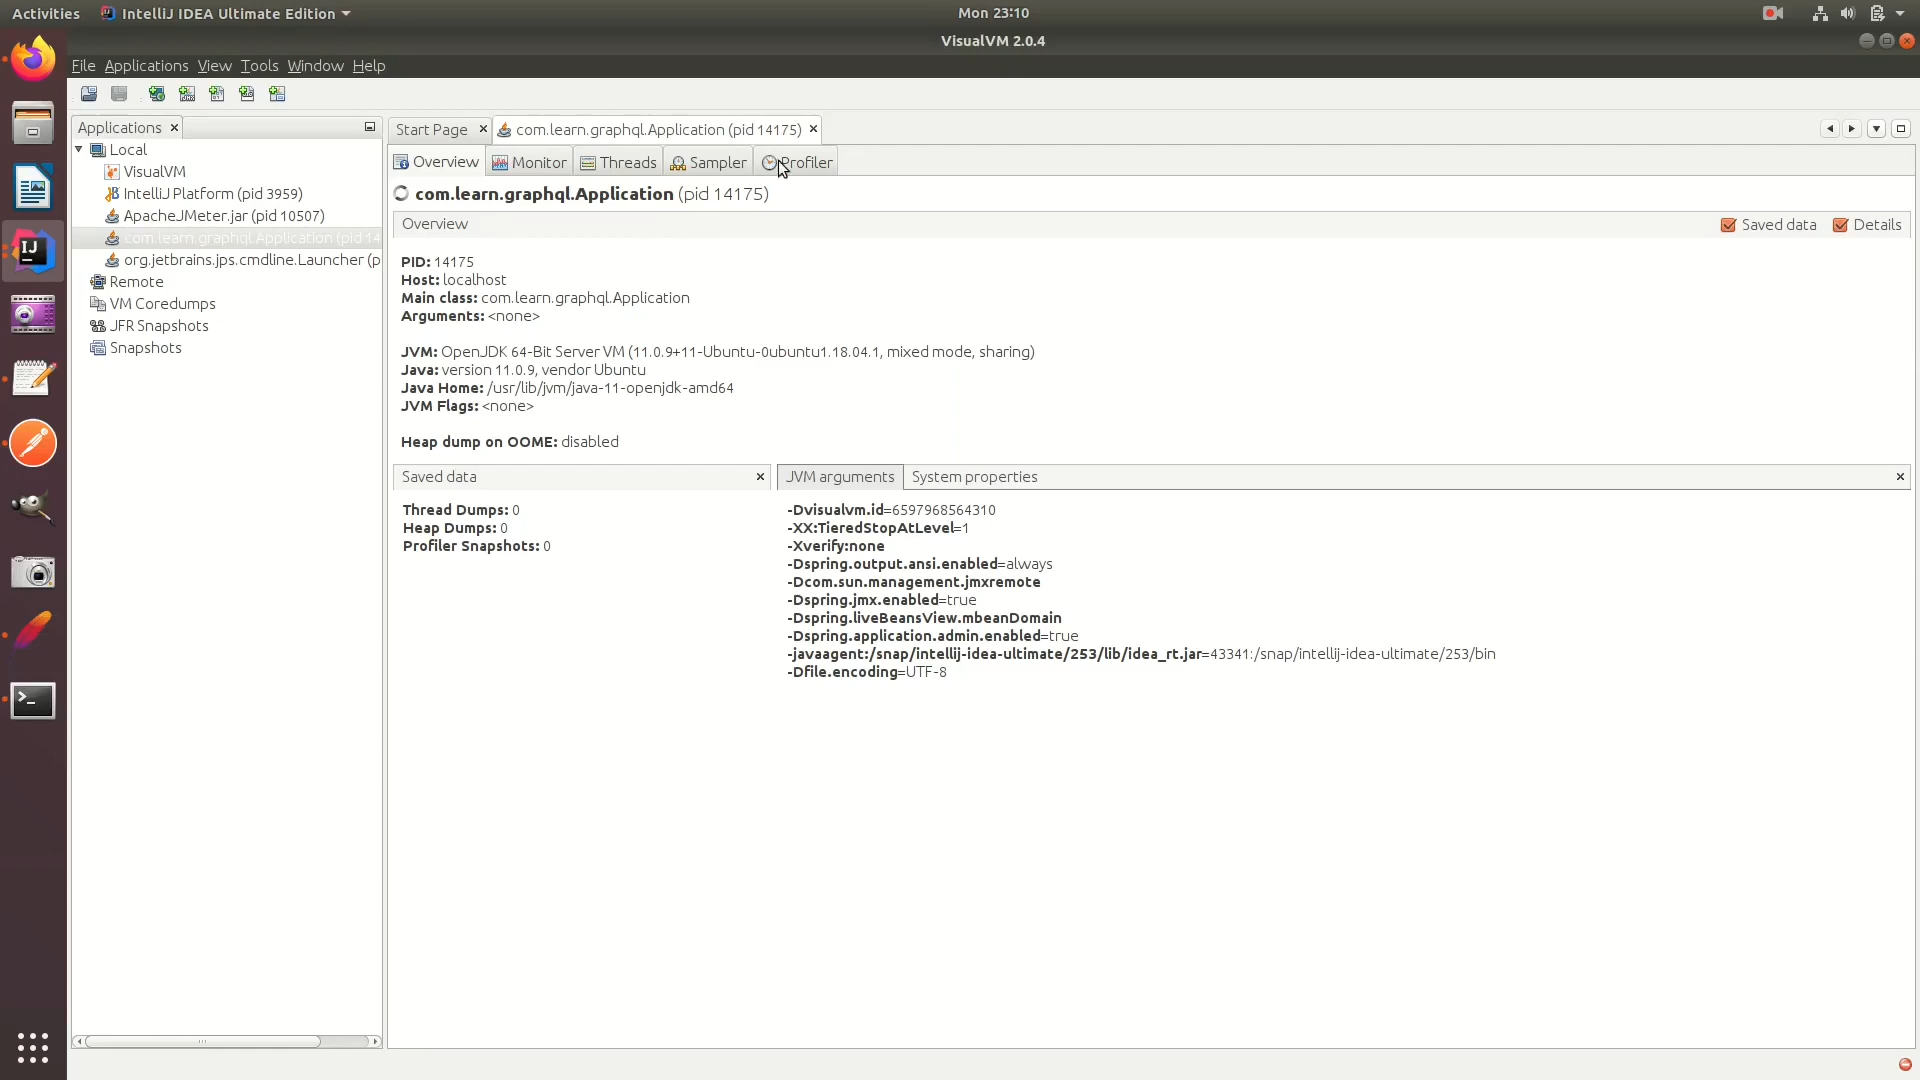 Activities IntelliJ IDEA Ultimate Edition Mon 23:10
VisualVM 2.0.4
File Applications View Tools Window Help
Applications
Local
VisualVM
IntelliJ Platform (pid 3959)
ApacheJMeter.jar (pid 10507)
com.learn.graphql.Application (pid 14
org.jetbrains.jps.cmdline.Launcher (p
Remote
VM Coredumps
JFR Snapshots
Snapshots
Start Page com.learn.graphql.Application (pid 14175)
Overview Monitor Threads Sampler Profiler
com.learn.graphql.Application (pid 14175)
Overview Saved data Details
PID: 14175
Host: localhost
Main class: com.learn.graphql.Application
Arguments: <none>
JVM: OpenJDK 64-Bit Server VM (11.0.9+11-Ubuntu-0ubuntu1.18.04.1, mixed mode, sharing)
Java: version 11.0.9, vendor Ubuntu
Java Home: /usr/lib/jvm/java-11-openjdk-amd64
JVM Flags: <none>
Heap dump on OOME: disabled
Saved data
Thread Dumps: 0
Heap Dumps: 0
Profiler Snapshots: 0
JVM arguments System properties
-Dvisualvm.id=6597968564310
-XX:TieredStopAtLevel=1
-Xverify:none
-Dspring.output.ansi.enabled=always
-Dcom.sun.management.jmxremote
-Dspring.jmx.enabled=true
-Dspring.liveBeansView.mbeanDomain
-Dspring.application.admin.enabled=true
-javaagent:/snap/intellij-idea-ultimate/253/lib/idea_rt.jar=43341:/snap/intellij-idea-ultimate/253/bin
-Dfile.encoding=UTF-8